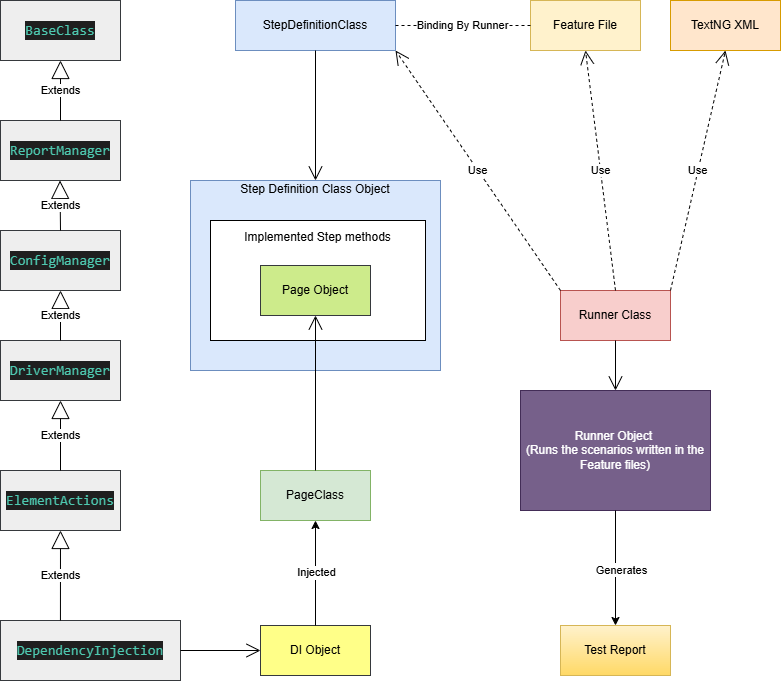 BaseClass
Extends
ReportManager
Extends
ConfigManager
Extends
DriverManager
Extends
ElementActions
Extends
DependencyInjection
StepDefinitionClass
Binding By Runner
Feature File
TextNG XML
Use
Use
Use
Step Definition Class Object
Implemented Step methods
Page Object
PageClass
Injected
DI Object
Runner Class
Runner Object
(Runs the scenarios written in the
Feature files)
Generates
Test Report